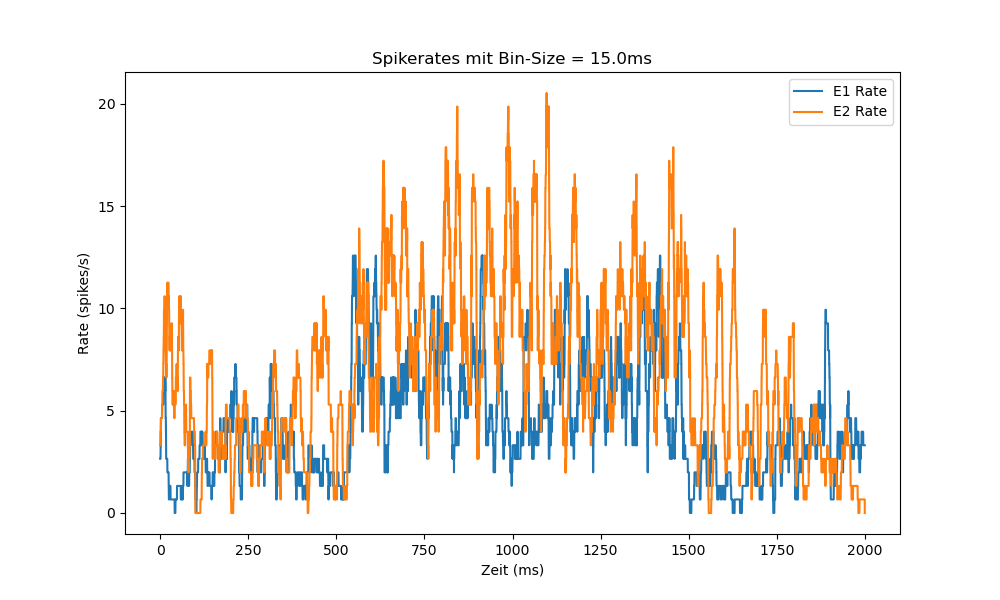 Spikerates mit Bin-Size = 15.0ms
E1 Rate
E2 Rate
Rate (spikes/s)
20
15
10
5
0
0 250 500 750 1000 1250 1500 1750 2000
Zeit (ms)